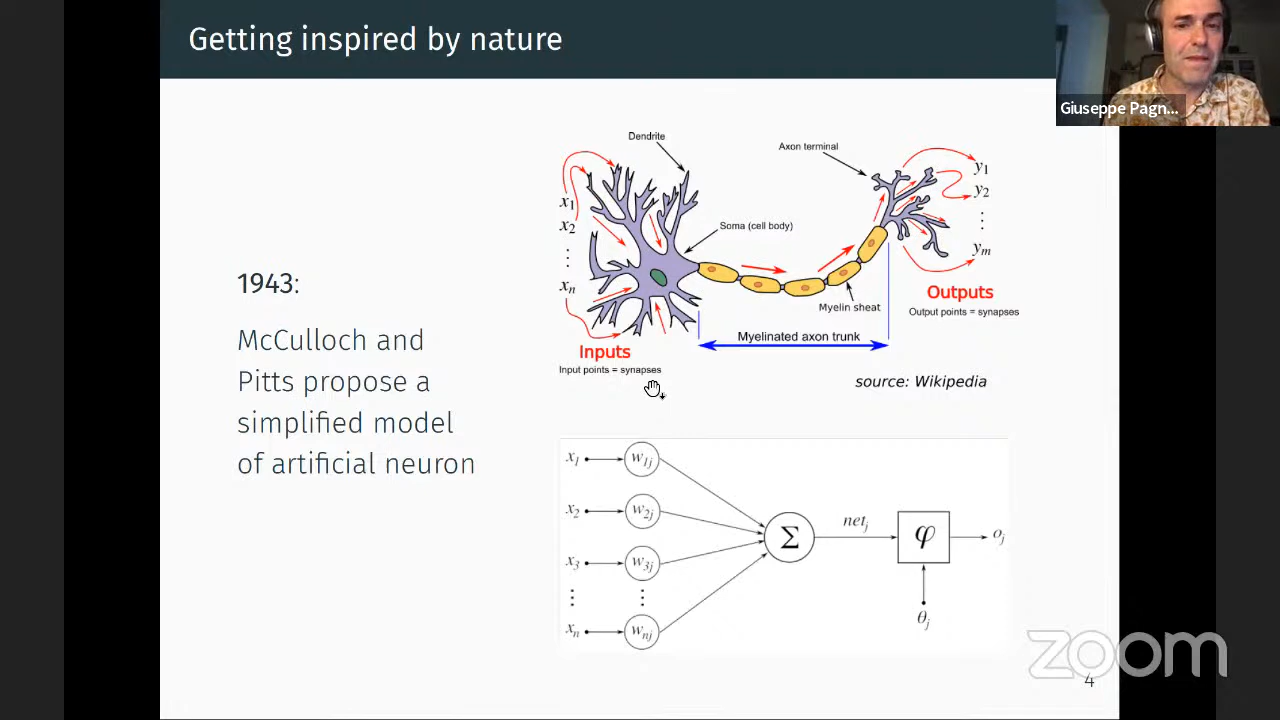 Getting inspired by nature
Giuseppe Pagn...
Dendrite
Axon terminal
x1
x2
⋮
xn
y1
y2
⋮
ym
Soma (cell body)
Myelin sheat
Outputs
Output points = synapses
Myelinated axon trunk
Inputs
Input points = synapses
source: Wikipedia
1943:
McCulloch and
Pitts propose a
simplified model
of artificial neuron
x1 w1j
x2 w2j
x3 w3j
⋮ ⋮
xn wnj
Σ
netj
φ
oj
θj
zoom
4